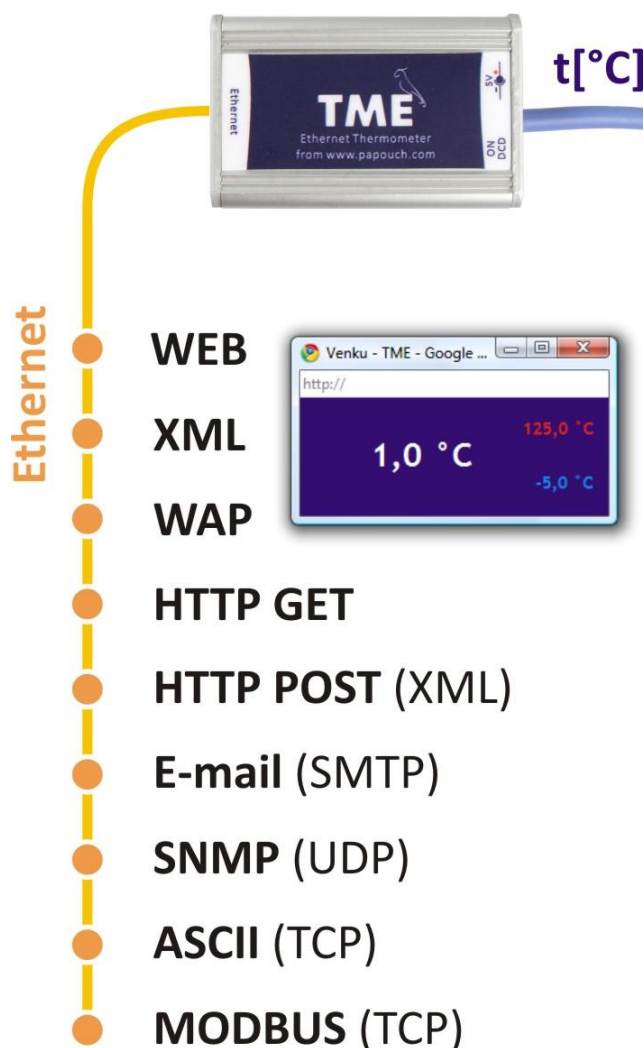 t[°C]
Ethernet
TME
Ethernet Thermometer
from www.papouch.com
5V
ON
DCD
Ethernet
WEB
Venku - TME - Google ...
http://
1,0 °C
125,0 °C
-5,0 °C
XML
WAP
HTTP GET
HTTP POST (XML)
E-mail (SMTP)
SNMP (UDP)
ASCII (TCP)
MODBUS (TCP)